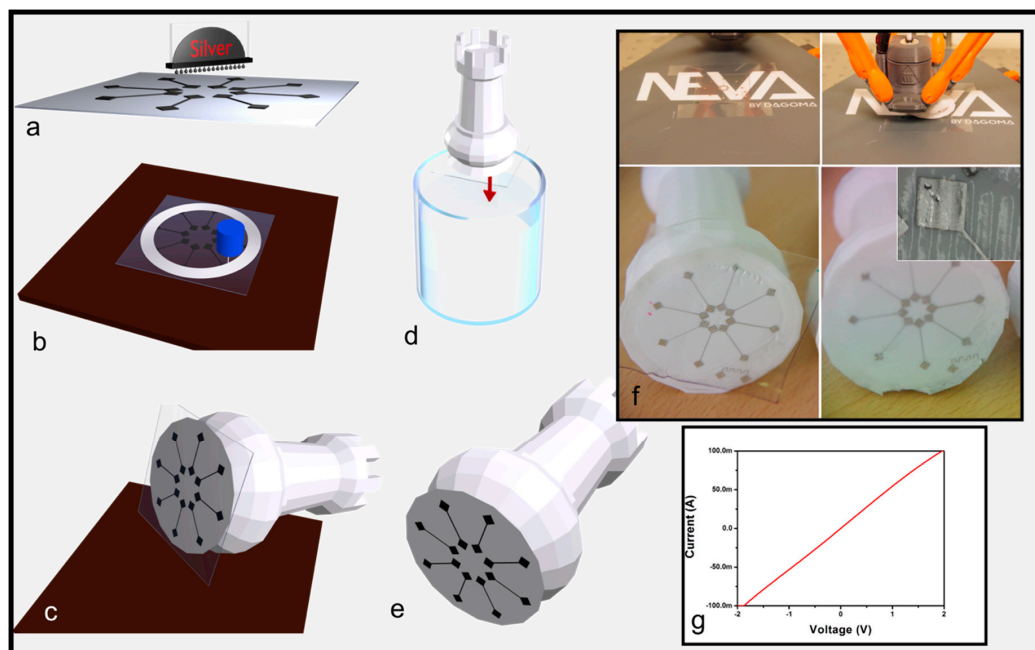 Silver
a
b
c
d
e
NEVA
BY DAGOMA
NEVA
BY DAGOMA
f
100.0m
50.0m
0.0
-50.0m
-100.0m
Current (A)
-2
-1
0
1
2
Voltage (V)
g